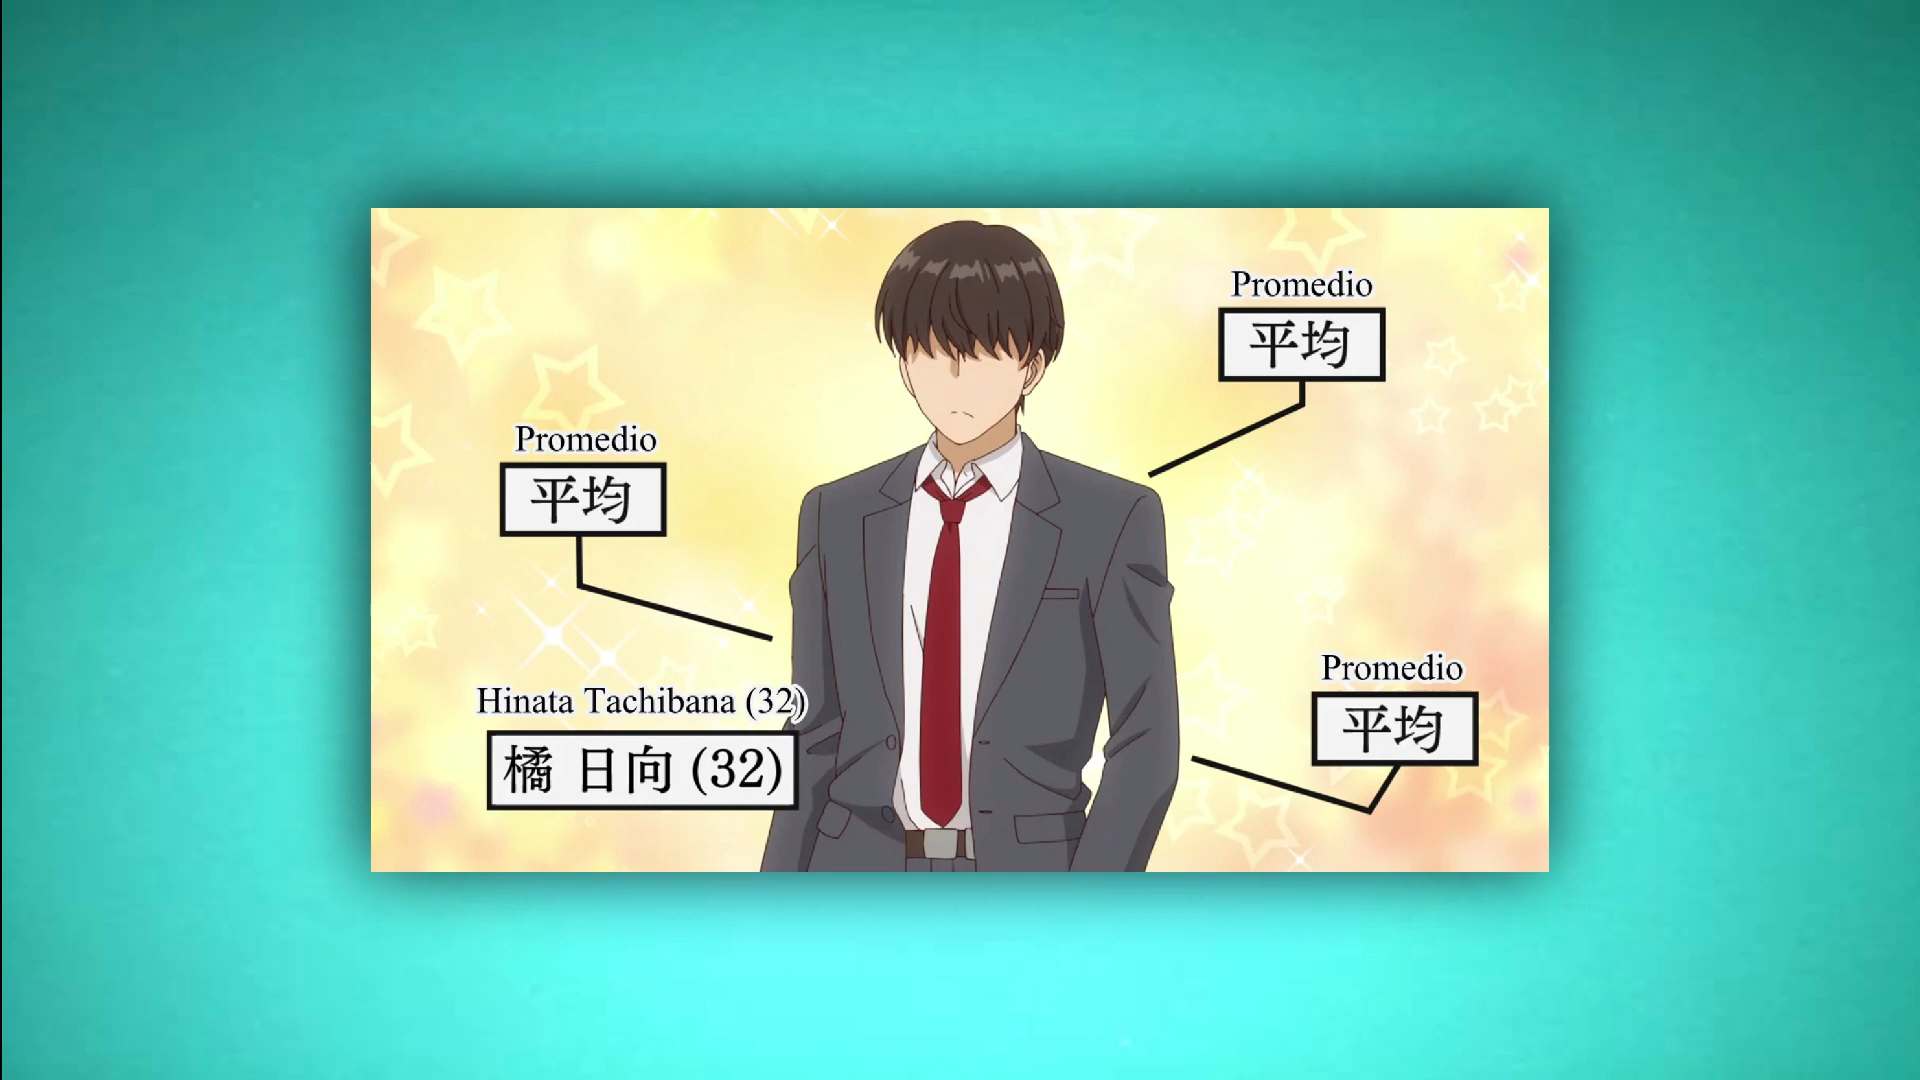 Promedio
平均
Promedio
平均
Promedio
平均
Hinata Tachibana (32)
橘 日向 (32)